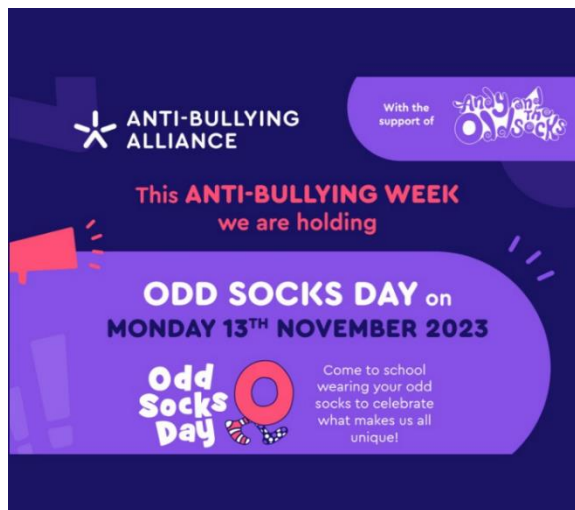 ANTI-BULLYING
ALLIANCE
With the
support of
Andy and the
Odd socks
This ANTI-BULLYING WEEK
we are holding
ODD SOCKS DAY on
MONDAY 13TH NOVEMBER 2023
Odd
Socks
Day
Come to school
wearing your odd
socks to celebrate
what makes us all
unique!